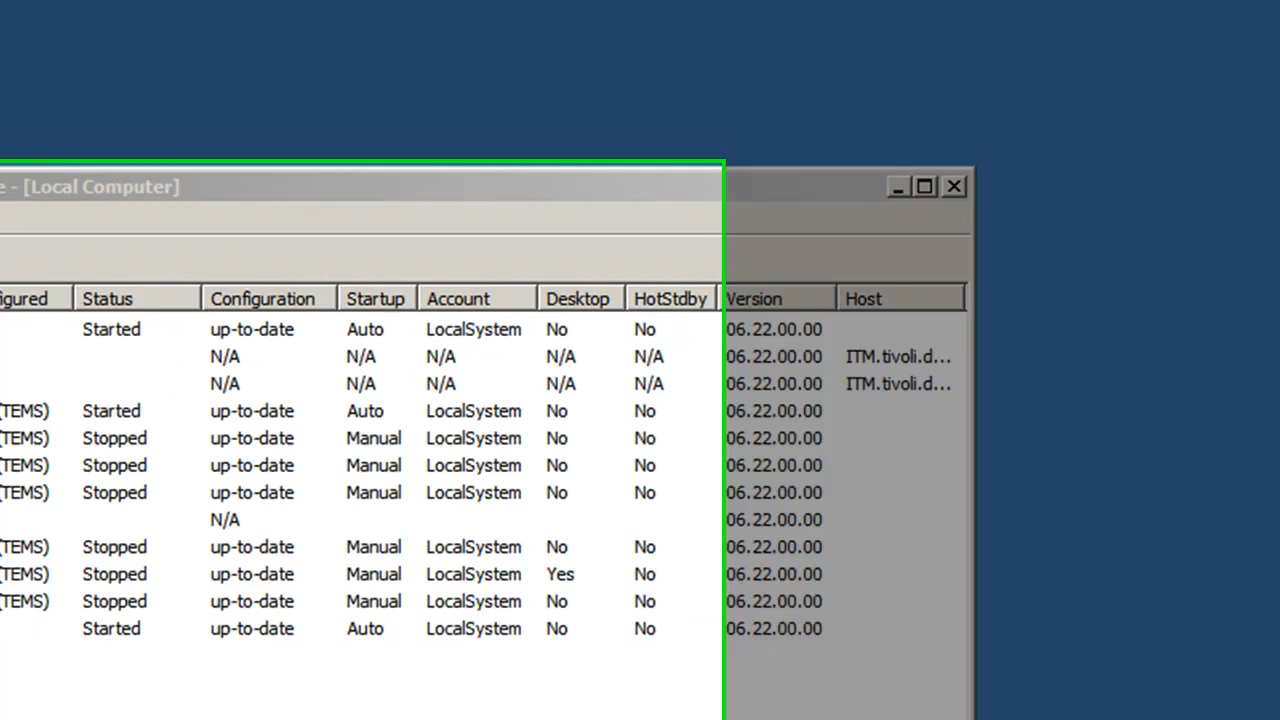 e - [Local Computer]
igured Status Configuration Startup Account Desktop HotStdby Version Host
Started up-to-date Auto LocalSystem No No 06.22.00.00
N/A N/A N/A N/A N/A 06.22.00.00 ITM.tivoli.d...
N/A N/A N/A N/A N/A 06.22.00.00 ITM.tivoli.d...
(TEMS) Started up-to-date Auto LocalSystem No No 06.22.00.00
(TEMS) Stopped up-to-date Manual LocalSystem No No 06.22.00.00
(TEMS) Stopped up-to-date Manual LocalSystem No No 06.22.00.00
(TEMS) Stopped up-to-date Manual LocalSystem No No 06.22.00.00
N/A 06.22.00.00
(TEMS) Stopped up-to-date Manual LocalSystem No No 06.22.00.00
(TEMS) Stopped up-to-date Manual LocalSystem Yes No 06.22.00.00
(TEMS) Stopped up-to-date Manual LocalSystem No No 06.22.00.00
Started up-to-date Auto LocalSystem No No 06.22.00.00